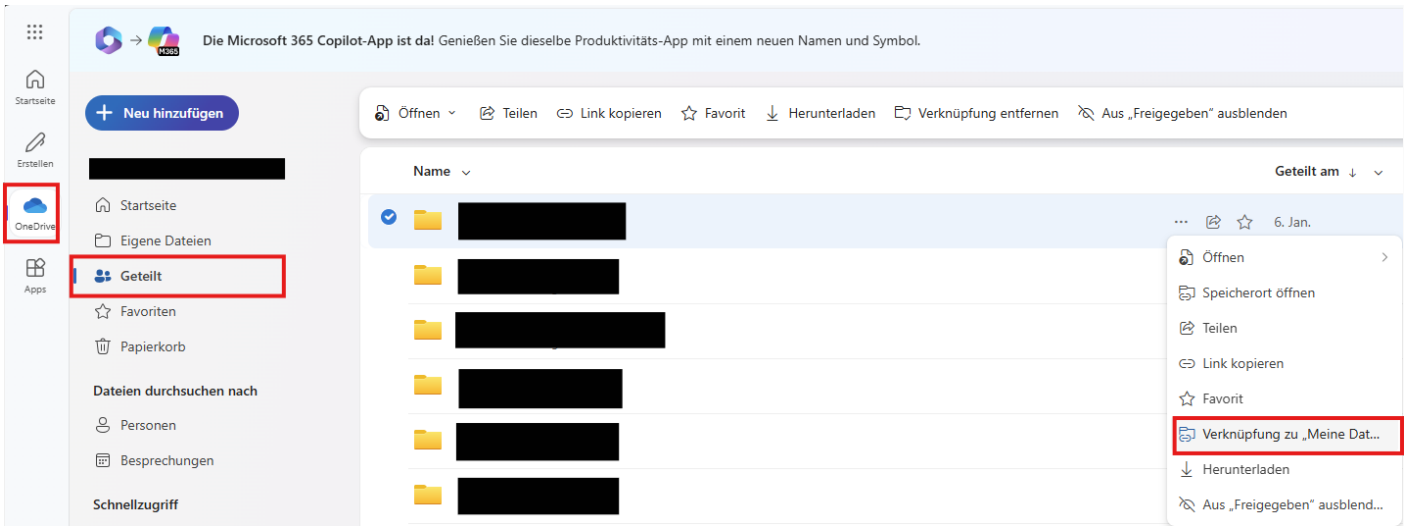 M365
Die Microsoft 365 Copilot-App ist da! Genießen Sie dieselbe Produktivitäts-App mit einem neuen Namen und Symbol.
Startseite
Erstellen
OneDrive
Apps
Neu hinzufügen
Startseite
Eigene Dateien
Geteilt
Favoriten
Papierkorb
Dateien durchsuchen nach
Personen
Besprechungen
Schnellzugriff
Öffnen
Teilen
Link kopieren
Favorit
Herunterladen
Verknüpfung entfernen
Aus „Freigegeben" ausblenden
Name
Geteilt am
6. Jan.
Öffnen
Speicherort öffnen
Teilen
Link kopieren
Favorit
Verknüpfung zu „Meine Dat...
Herunterladen
Aus „Freigegeben" ausblend...